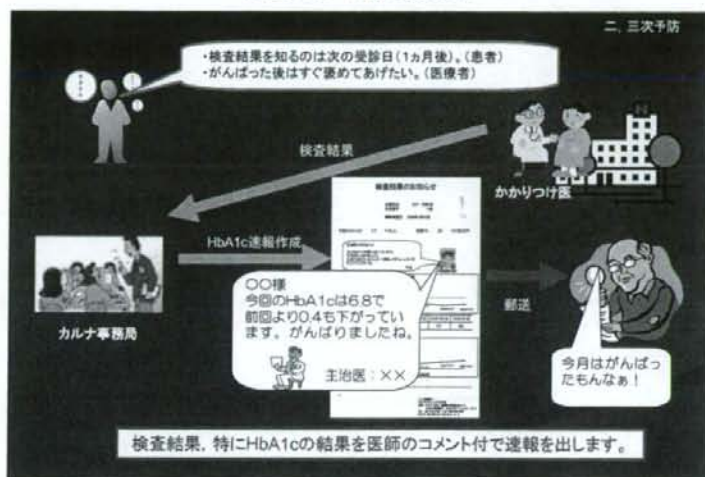 二, 三次予防
・検査結果を知るのは次の受診日(1ヵ月後)。(患者)
・がんばった後はすぐ褒めてあげたい。(医療者)
検査結果
かかりつけ医
検査結果のお知らせ
HbA1c速報作成
カルナ事務局
〇〇様
今回のHbA1cは6.8で
前回より0.4も下がってい
ます。がんばりましたね。
主治医:××
郵送
今月はがんばっ
たもんなぁ!
検査結果, 特にHbA1cの結果を医師のコメント付で速報を出します。